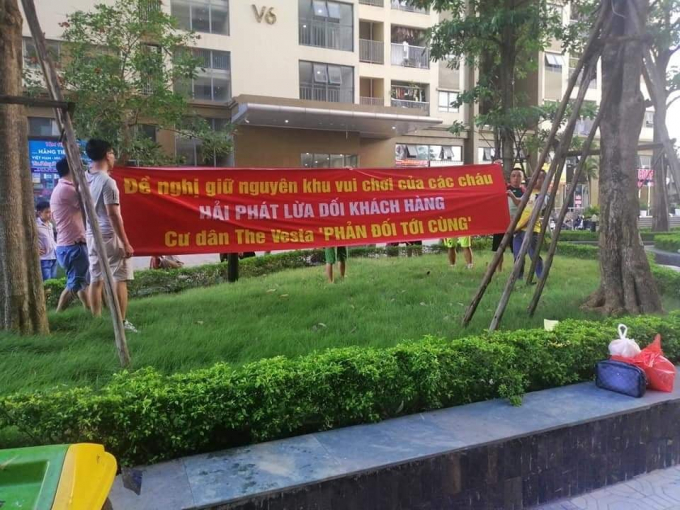 V6
Đề nghị giữ nguyên khu vui chơi của các cháu
HẢI PHÁT LỪA DỐI KHÁCH HÀNG
Cư dân The Vesta 'PHẢN ĐỐI TỚI CÙNG'